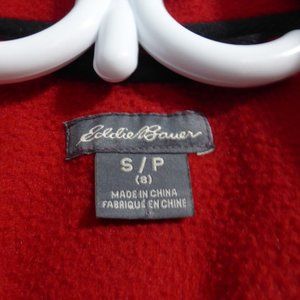 Eddie Bauer
S/P
(8)
MADE IN CHINA
FABRIQUÉ EN CHINE